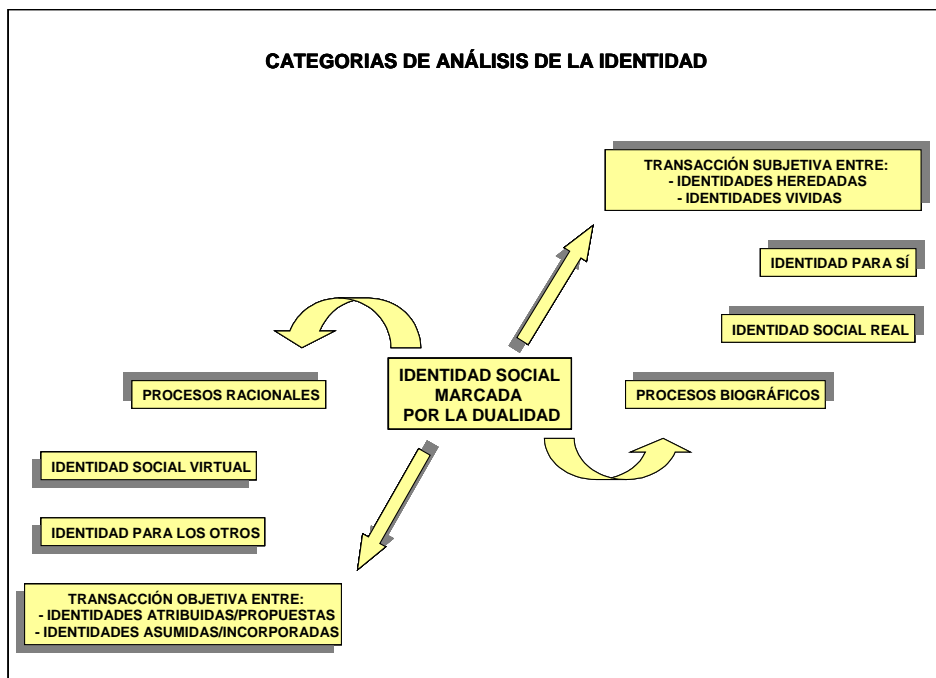 CATEGORIAS DE ANÁLISIS DE LA IDENTIDAD
TRANSACCIÓN SUBJETIVA ENTRE:
- IDENTIDADES HEREDADAS
- IDENTIDADES VIVIDAS
IDENTIDAD PARA SÍ
IDENTIDAD SOCIAL REAL
IDENTIDAD SOCIAL
MARCADA
POR LA DUALIDAD
PROCESOS RACIONALES
PROCESOS BIOGRÁFICOS
IDENTIDAD SOCIAL VIRTUAL
IDENTIDAD PARA LOS OTROS
TRANSACCIÓN OBJETIVA ENTRE:
- IDENTIDADES ATRIBUIDAS/PROPUESTAS
- IDENTIDADES ASUMIDAS/INCORPORADAS